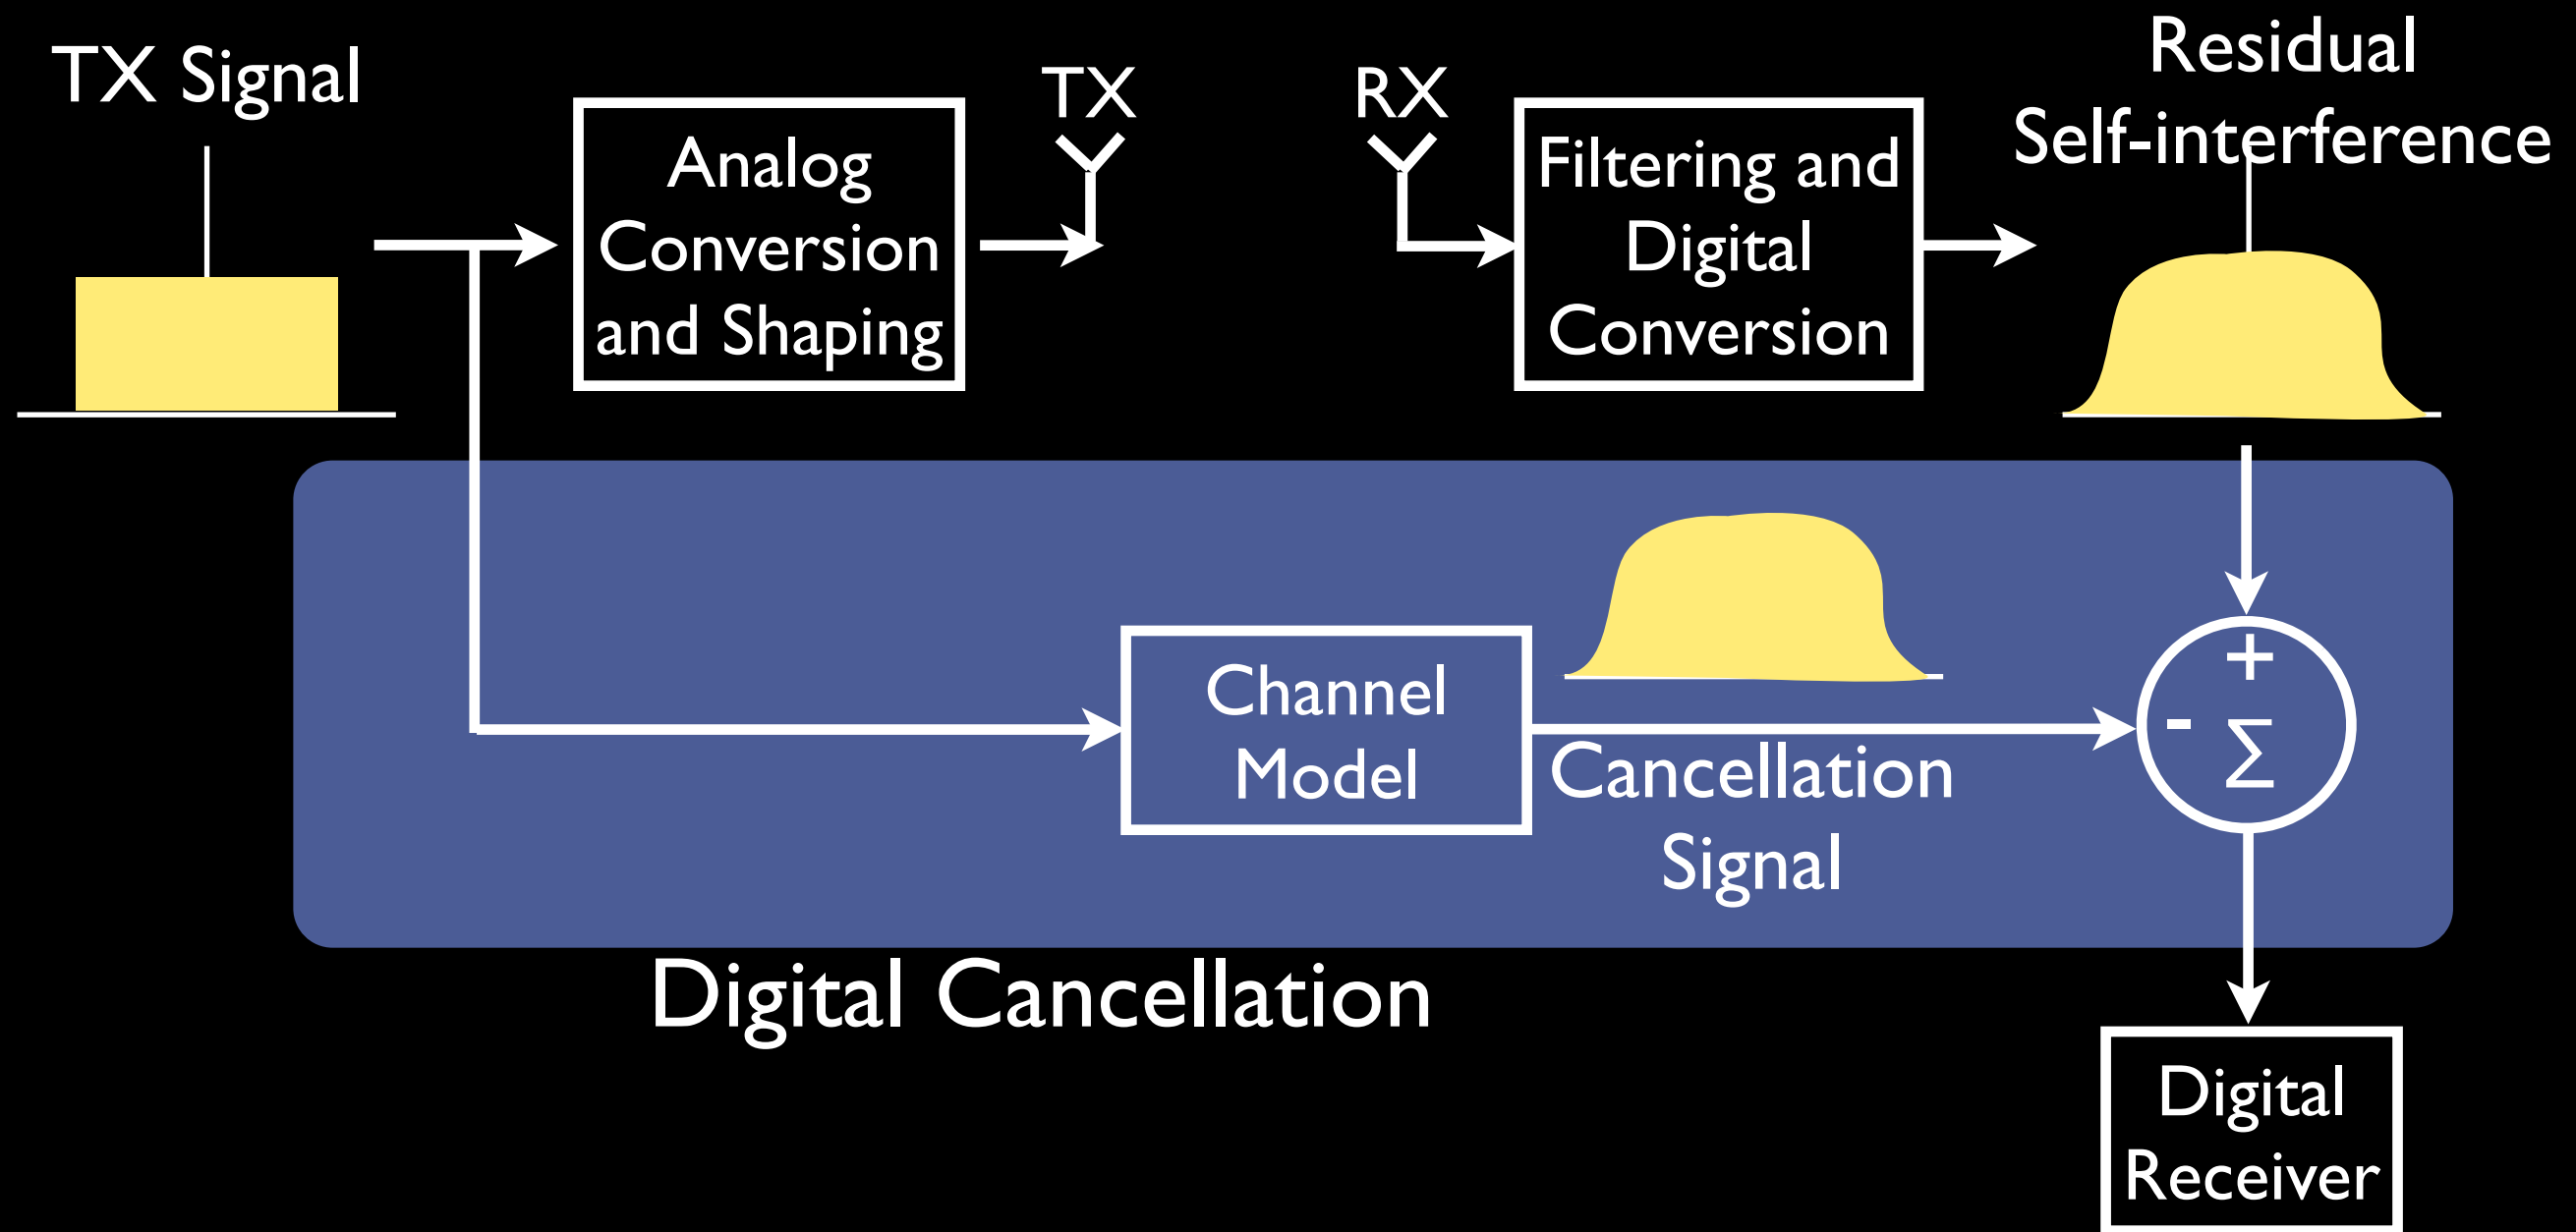 TX Signal
Analog
Conversion
and Shaping
TX
RX
Filtering and
Digital
Conversion
Residual
Self-interference
Channel
Model
Cancellation
Signal
+
- Σ
Digital Cancellation
Digital
Receiver